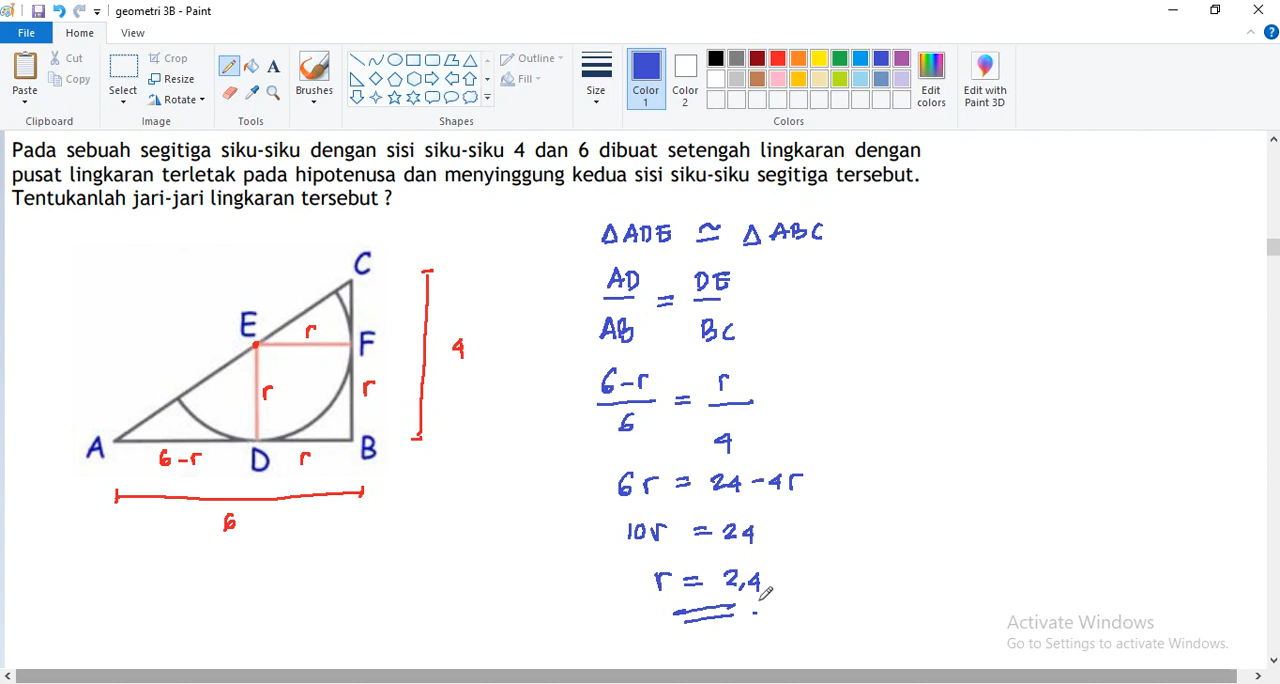 geometri 3B - Paint
File Home View
Paste Cut Copy Select Crop Resize Rotate Brushes Outline Fill Size Color 1 Color 2 Edit colors Edit with Paint 3D
Clipboard Image Tools Shapes Colors
Pada sebuah segitiga siku-siku dengan sisi siku-siku 4 dan 6 dibuat setengah lingkaran dengan
pusat lingkaran terletak pada hipotenusa dan menyinggung kedua sisi siku-siku segitiga tersebut.
Tentukanlah jari-jari lingkaran tersebut ?
C
E r F
r r
4
A 6-r D r B
6
Δ ADE ≃ Δ ABC
AD/AB = DE/BC
6-r/6 = r/4
6r = 24-4r
10r = 24
r = 2,4
Activate Windows
Go to Settings to activate Windows.